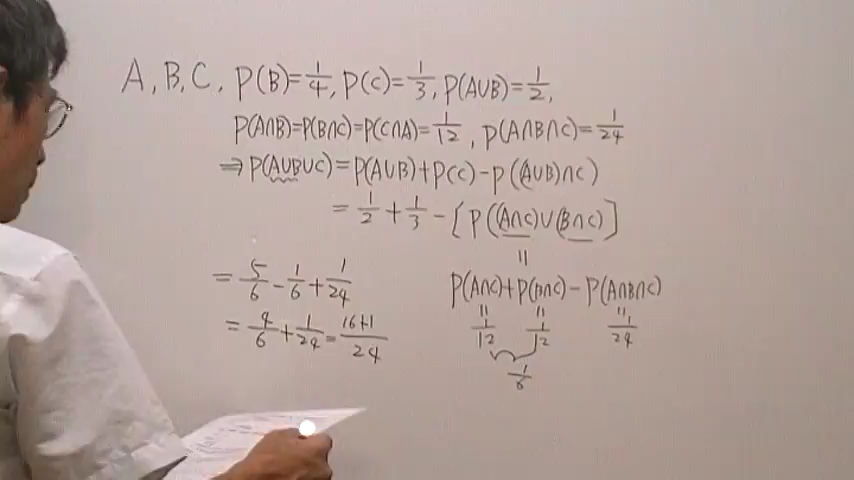 A, B, C, P(B)=1/4, P(C)=1/3, P(A∪B)=1/2,
P(A∩B)=P(B∩C)=P(C∩A)=1/12, P(A∩B∩C)=1/24
⇒ P(A∪B∪C)=P(A∪B)+P(C)-P((A∪B)∩C)
= 1/2 + 1/3 - [P((A∩C)∪(B∩C))]
=
= 5/6 - 1/6 + 1/24
P(A∩C)+P(B∩C)-P(A∩B∩C)
= 4/6 + 1/24 = 16+1/24
= = =
1/12 1/12 1/24
1/6